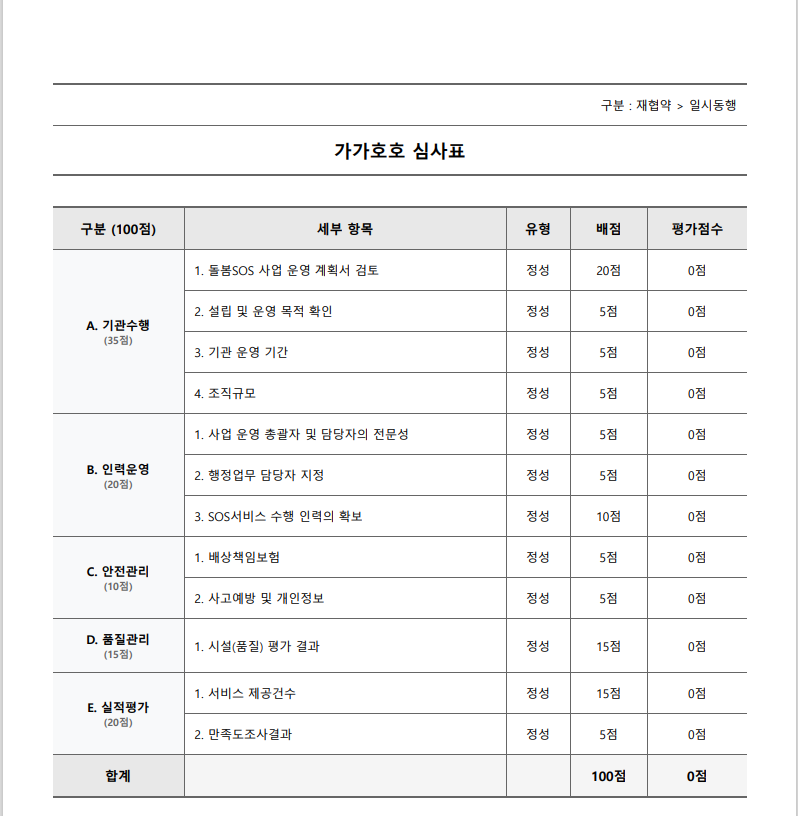 구분 : 재협약 > 일시동행
가가호호 심사표
구분 (100점) 세부 항목 유형 배점 평가점수
A. 기관수행
(35점)
1. 돌봄SOS 사업 운영 계획서 검토 정성 20점 0점
2. 설립 및 운영 목적 확인 정성 5점 0점
3. 기관 운영 기간 정성 5점 0점
4. 조직규모 정성 5점 0점
B. 인력운영
(20점)
1. 사업 운영 총괄자 및 담당자의 전문성 정성 5점 0점
2. 행정업무 담당자 지정 정성 5점 0점
3. SOS서비스 수행 인력의 확보 정성 10점 0점
C. 안전관리
(10점)
1. 배상책임보험 정성 5점 0점
2. 사고예방 및 개인정보 정성 5점 0점
D. 품질관리
(15점)
1. 시설(품질) 평가 결과 정성 15점 0점
E. 실적평가
(20점)
1. 서비스 제공건수 정성 15점 0점
2. 만족도조사결과 정성 5점 0점
합계 100점 0점